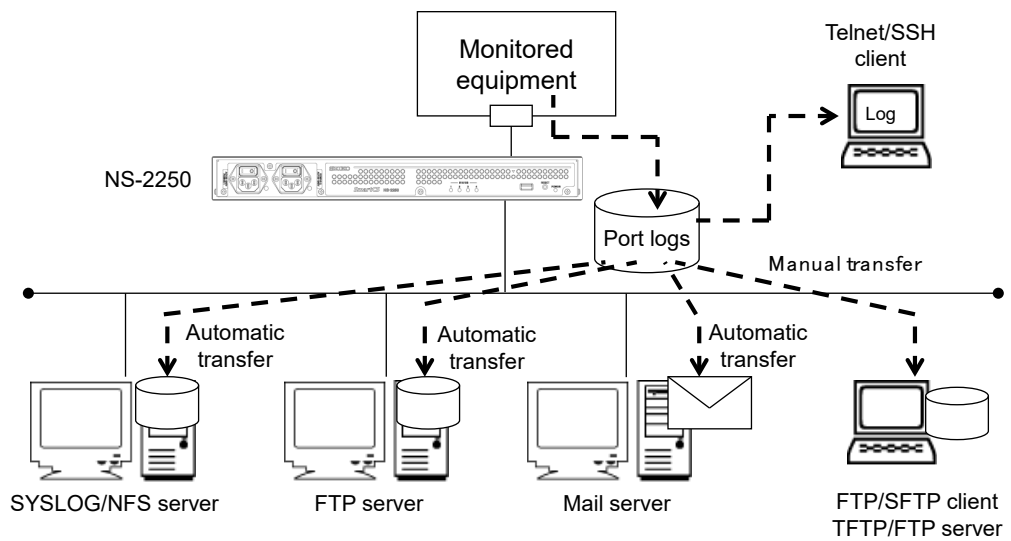 Telnet/SSH
client
Monitored
equipment
Log
NS-2250
Port logs
Manual transfer
Automatic
transfer
Automatic
transfer
Automatic
transfer
SYSLOG/NFS server
FTP server
Mail server
FTP/SFTP client
TFTP/FTP server